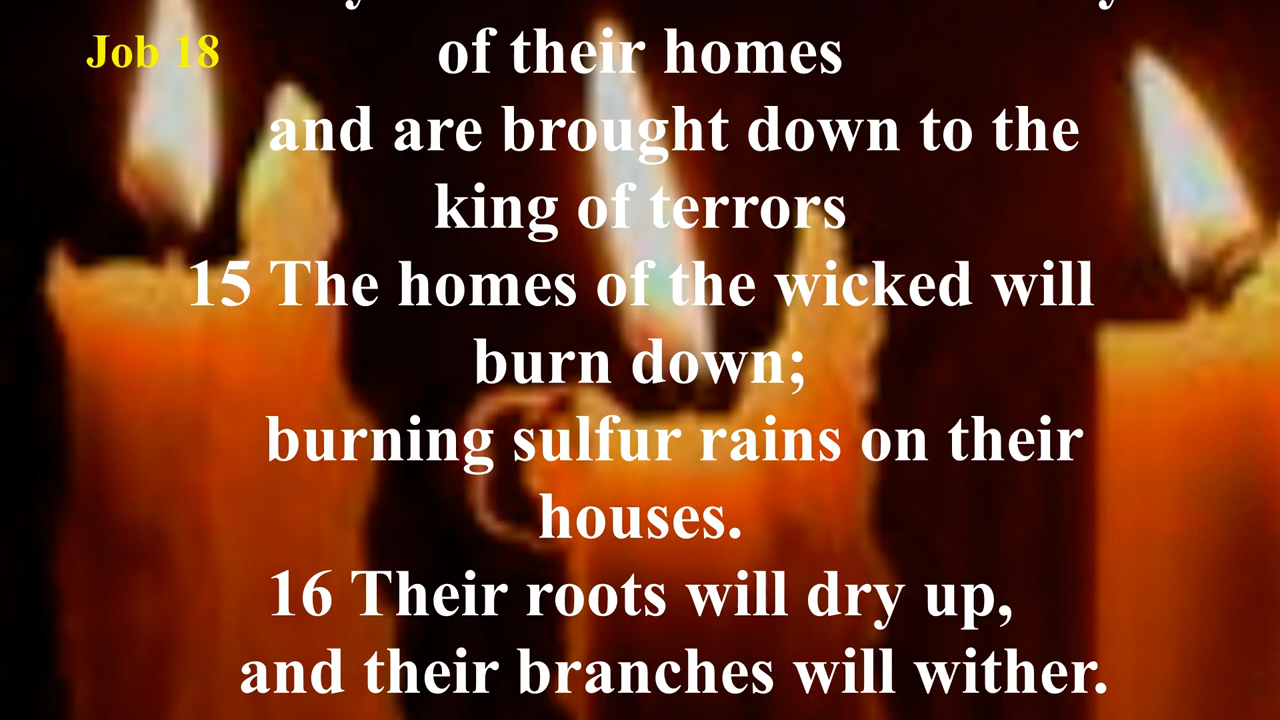 Job 18
of their homes
and are brought down to the
king of terrors
15 The homes of the wicked will
burn down;
burning sulfur rains on their
houses.
16 Their roots will dry up,
and their branches will wither.